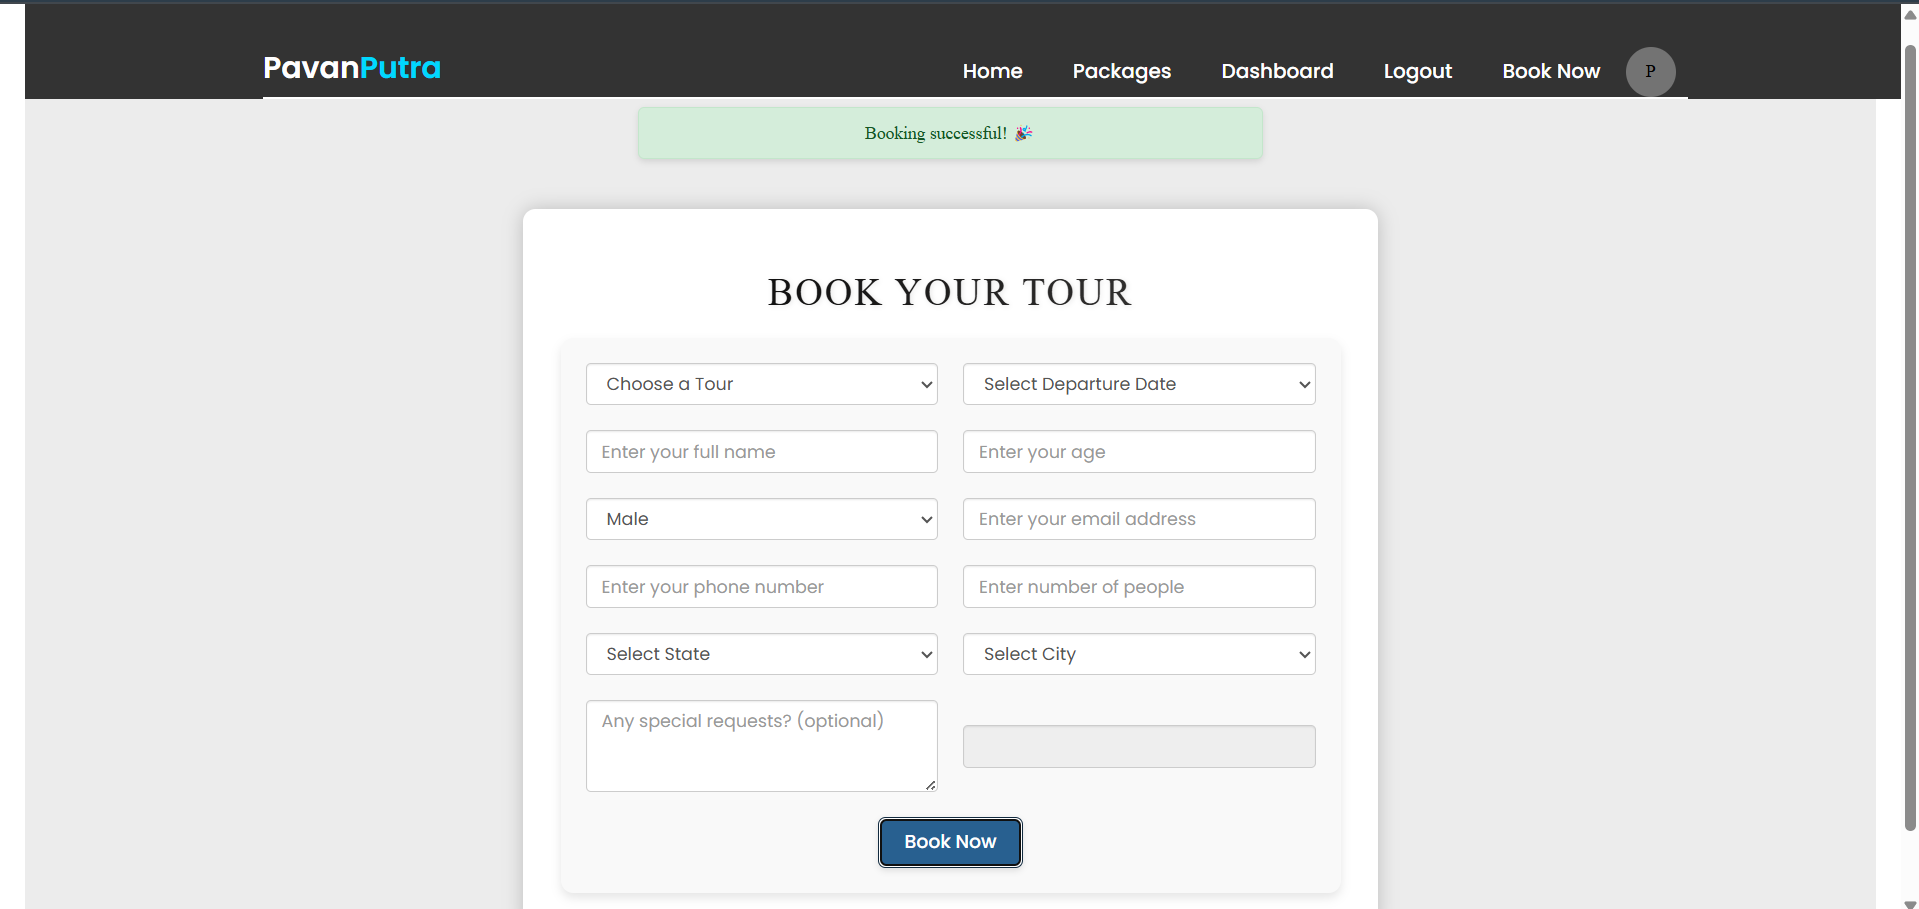 PavanPutra
Home Packages Dashboard Logout Book Now P
Booking successful! 🎉
BOOK YOUR TOUR
Choose a Tour Select Departure Date
Enter your full name Enter your age
Male Enter your email address
Enter your phone number Enter number of people
Select State Select City
Any special requests? (optional)
Book Now